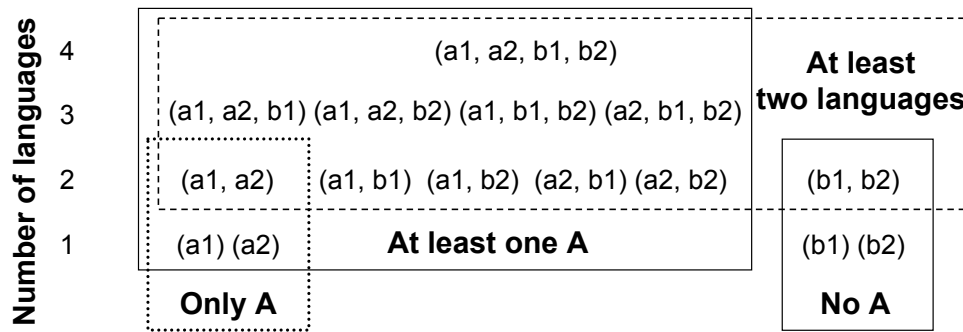 Number of languages
4 (a1, a2, b1, b2)
At least
two languages
3 (a1, a2, b1) (a1, a2, b2) (a1, b1, b2) (a2, b1, b2)
2 (a1, a2) (a1, b1) (a1, b2) (a2, b1) (a2, b2) (b1, b2)
1 (a1) (a2) At least one A (b1) (b2)
Only A No A